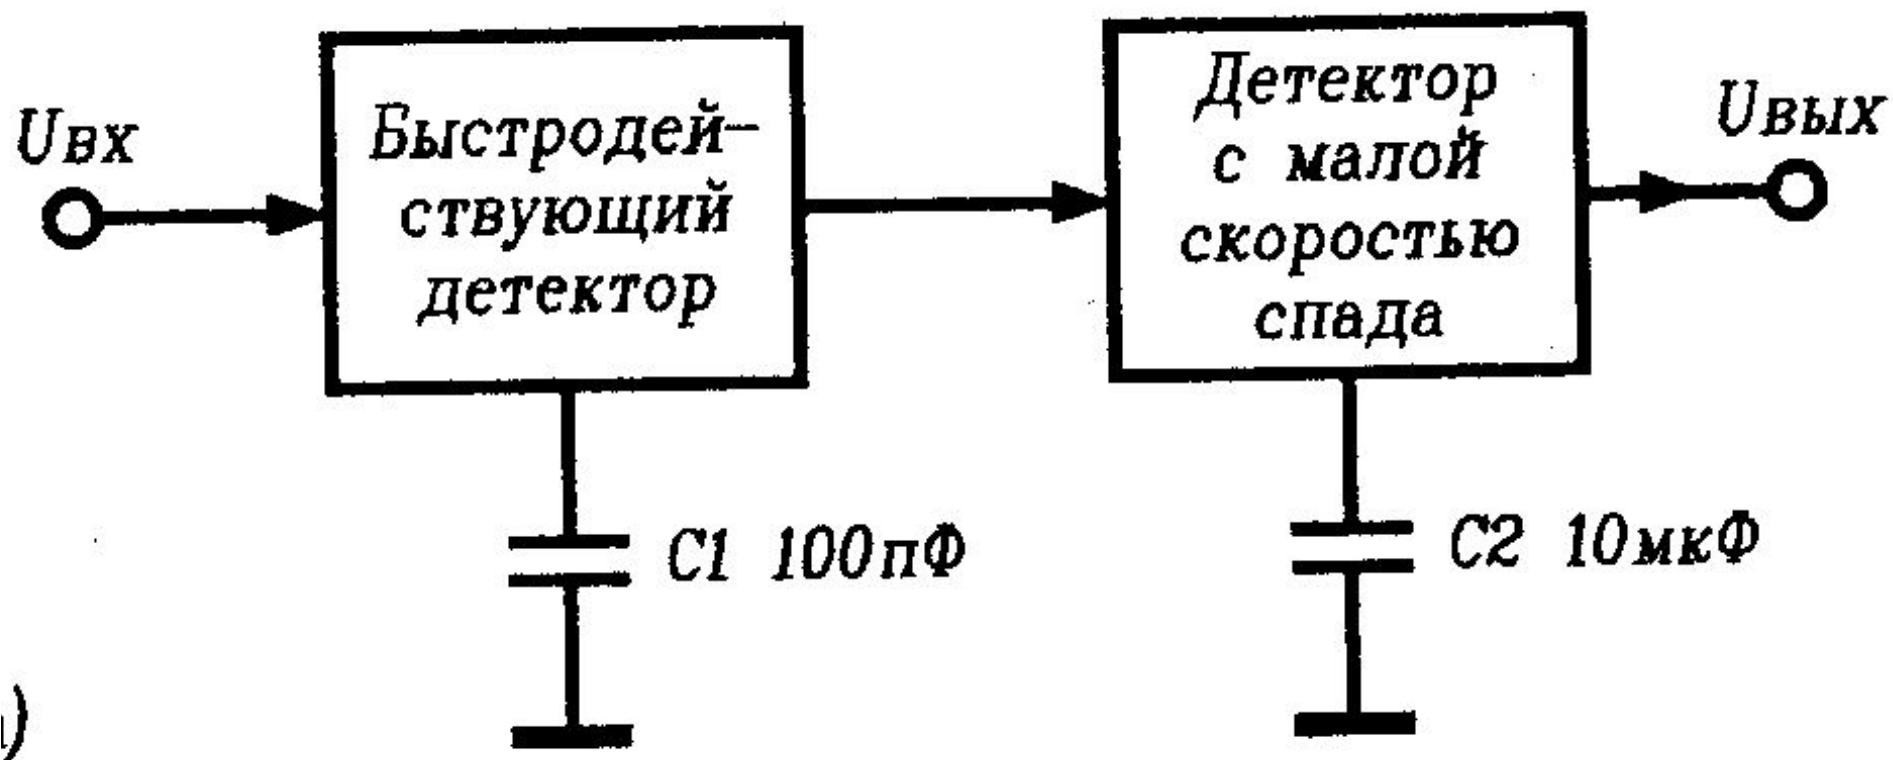 Uвх
Быстродей-
ствующий
детектор
Детектор
с малой
скоростью
спада
Uвых
C1 100пФ
C2 10мкФ
)